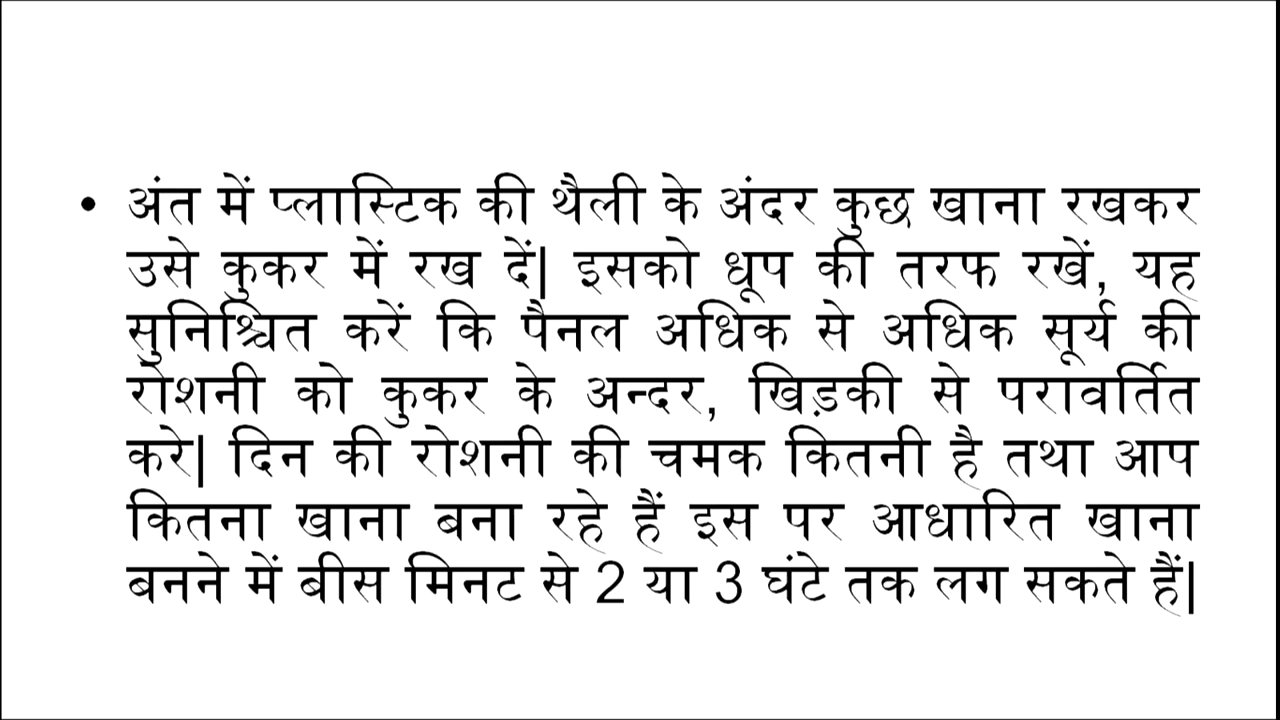 • अंत में प्लास्टिक की थैली के अंदर कुछ खाना रखकर
उसे कुकर में रख दें| इसको धूप की तरफ रखें, यह
सुनिश्चित करें कि पैनल अधिक से अधिक सूर्य की
रोशनी को कुकर के अन्दर, खिड़की से परावर्तित
करे| दिन की रोशनी की चमक कितनी है तथा आप
कितना खाना बना रहे हैं इस पर आधारित खाना
बनने में बीस मिनट से 2 या 3 घंटे तक लग सकते हैं|